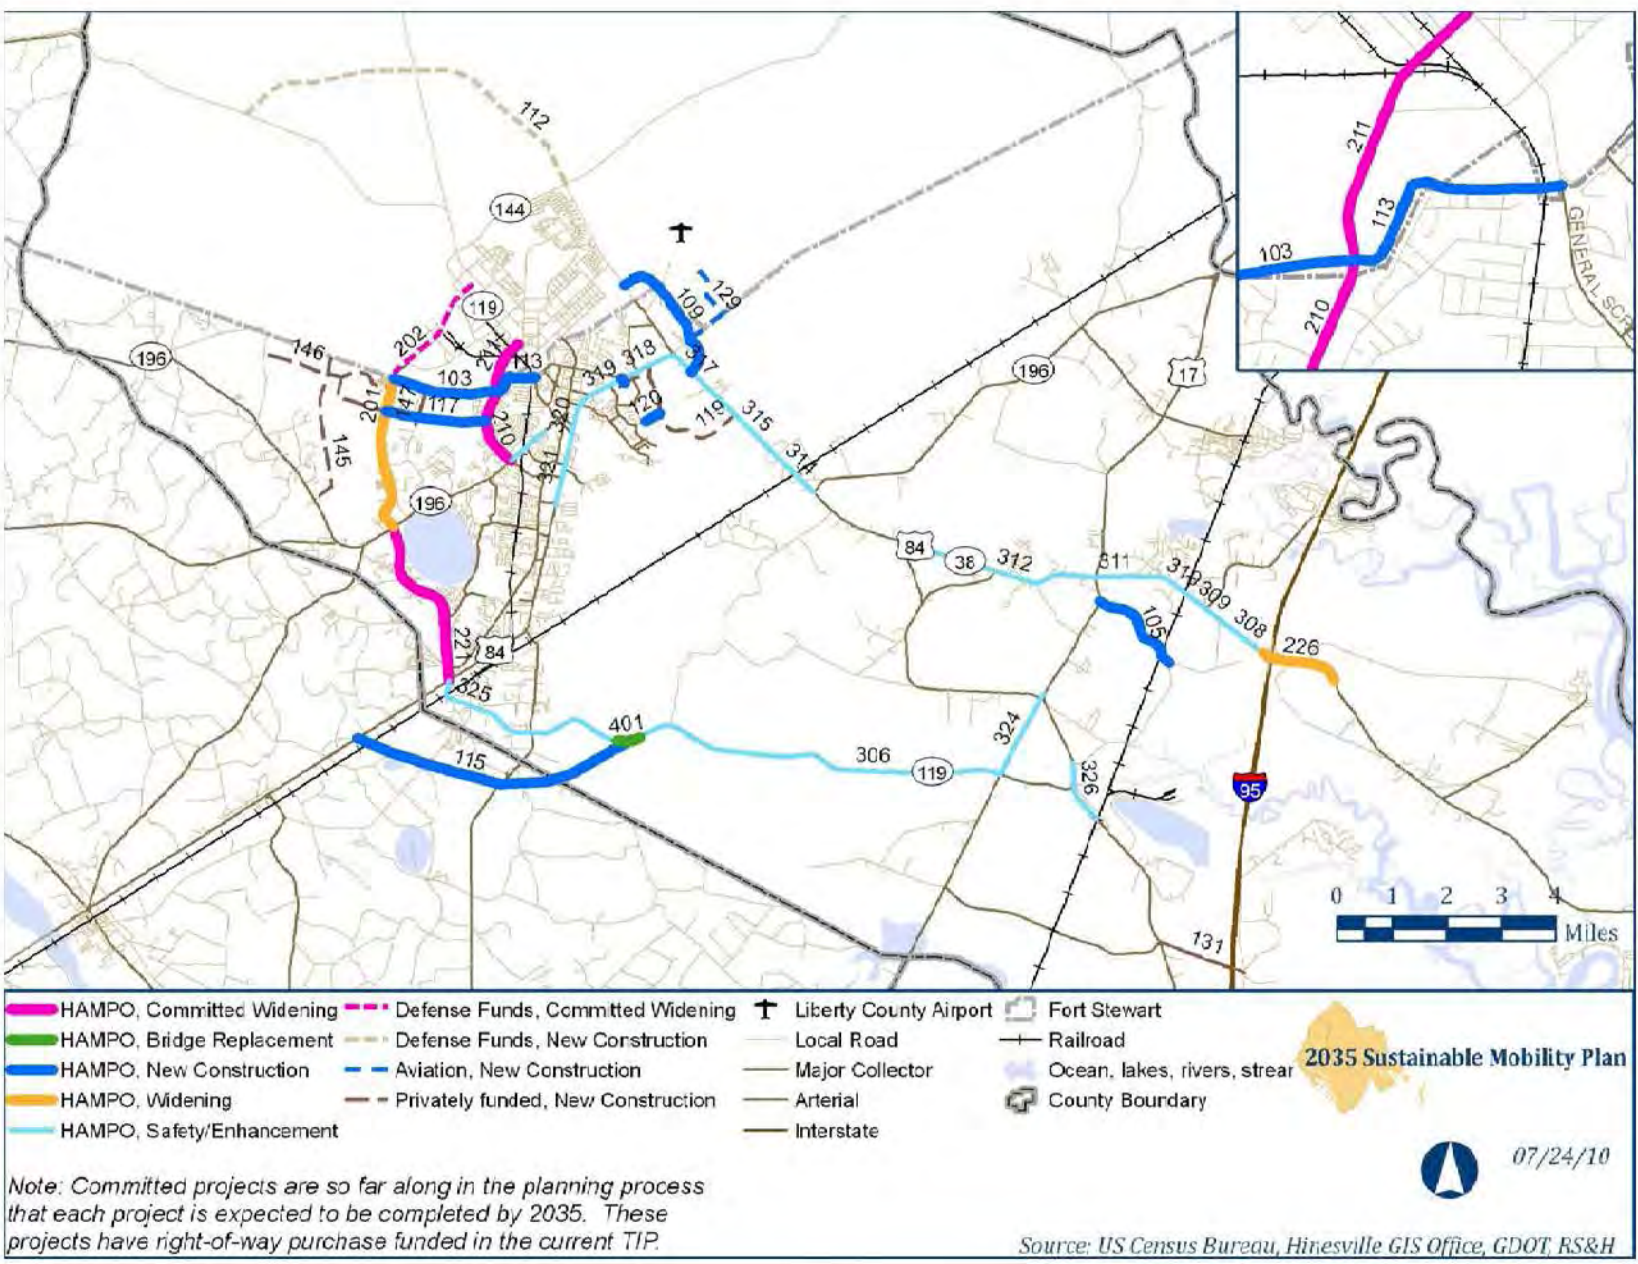 112
144
119
129
109
202
211
113
146
196
103
318
319
317
196
17
147
117
201
120
119
210
320
315
145
321
314
196
84
38
312
311
310
309
308
226
105
221
84
325
401
324
115
306
119
326
95
131
211
113
103
210
GENERAL SCR
0 1 2 3 4
Miles
HAMPO, Committed Widening
HAMPO, Bridge Replacement
HAMPO, New Construction
HAMPO, Widening
HAMPO, Safety/Enhancement
Defense Funds, Committed Widening
Defense Funds, New Construction
Aviation, New Construction
Privately funded, New Construction
Liberty County Airport
Local Road
Major Collector
Arterial
Interstate
Fort Stewart
Railroad
Ocean, lakes, rivers, strear
County Boundary
2035 Sustainable Mobility Plan
07/24/10
Note: Committed projects are so far along in the planning process
that each project is expected to be completed by 2035. These
projects have right-of-way purchase funded in the current TIP.
Source: US Census Bureau, Hinesville GIS Office, GDOT, RS&H